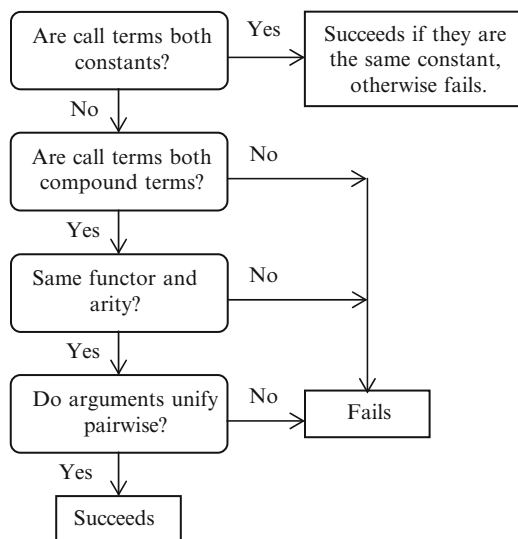 Are call terms both
constants?
Yes
Succeeds if they are
the same constant,
otherwise fails.
No
Are call terms both
compound terms?
No
Yes
Same functor and
arity?
No
Yes
Do arguments unify
pairwise?
No
Fails
Yes
Succeeds